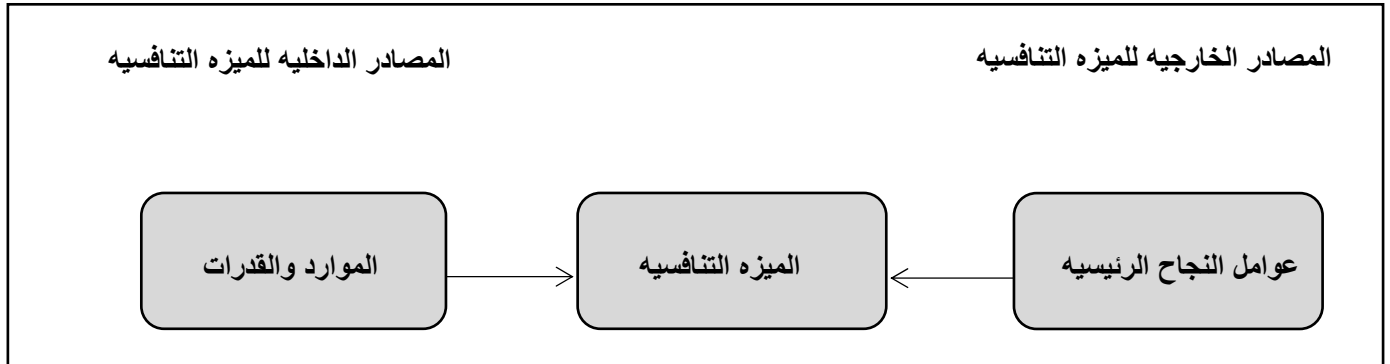 المصادر الخارجيه للميزه التنافسيه
المصادر الداخليه للميزه التنافسيه
عوامل النجاح الرئيسيه
الميزه التنافسيه
الموارد والقدرات